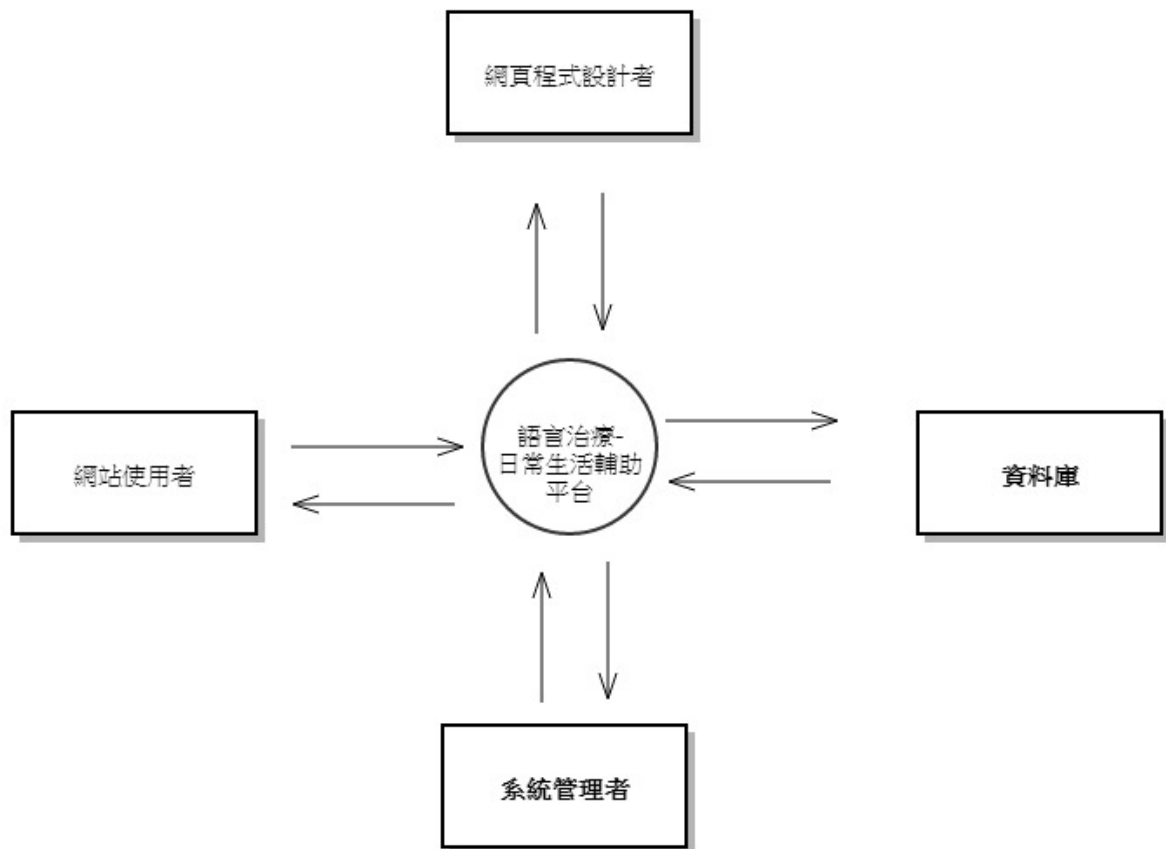 網頁程式設計者
語言治療-
日常生活輔助
平台
網站使用者
資料庫
系統管理者